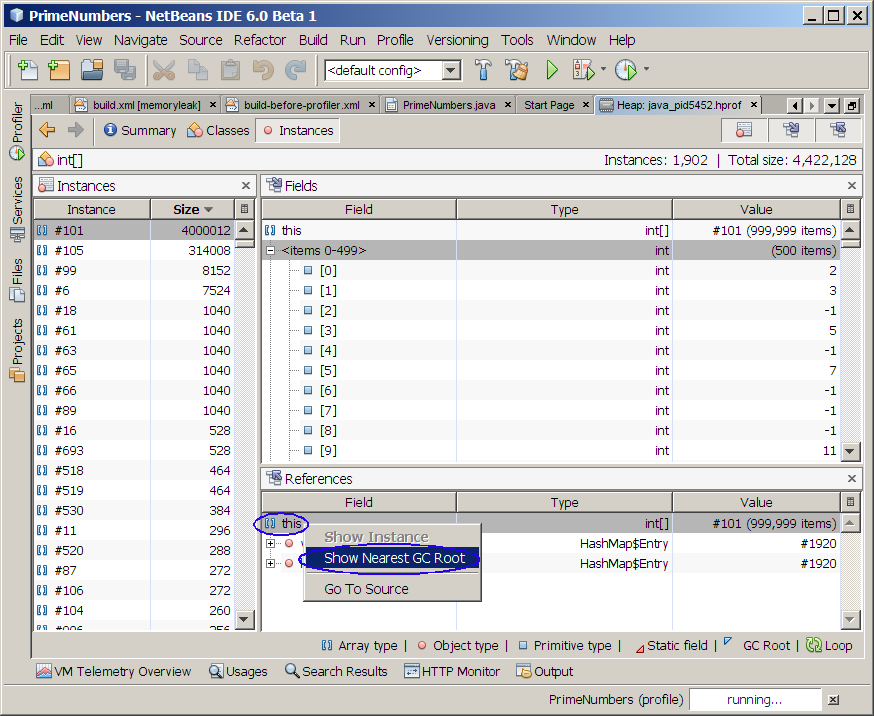 PrimeNumbers - NetBeans IDE 6.0 Beta 1
File Edit View Navigate Source Refactor Build Run Profile Versioning Tools Window Help
<default config>
...ml build.xml [memoryleak] build-before-profiler.xml PrimeNumbers.java Start Page Heap: java_pid5452.hprof
Summary Classes Instances
int[] Instances: 1,902 | Total size: 4,422,128
Profiler
Services
Files
Projects
Instances
Instance Size
#101 4000012
#105 314008
#99 8152
#6 7524
#18 1040
#61 1040
#63 1040
#65 1040
#66 1040
#89 1040
#16 528
#693 528
#518 464
#519 464
#530 384
#11 296
#520 288
#87 272
#106 272
#104 260
#906 256
Fields
Field Type Value
this int[] #101 (999,999 items)
<items 0-499> int (500 items)
[0] int 2
[1] int 3
[2] int -1
[3] int 5
[4] int -1
[5] int 7
[6] int -1
[7] int -1
[8] int -1
[9] int 11
References
Field Type Value
this int[] #101 (999,999 items)
HashMap$Entry #1920
HashMap$Entry #1920
Show Instance
Show Nearest GC Root
Go To Source
Array type | Object type | Primitive type | Static field | GC Root | Loop
VM Telemetry Overview Usages Search Results HTTP Monitor Output
PrimeNumbers (profile) running...